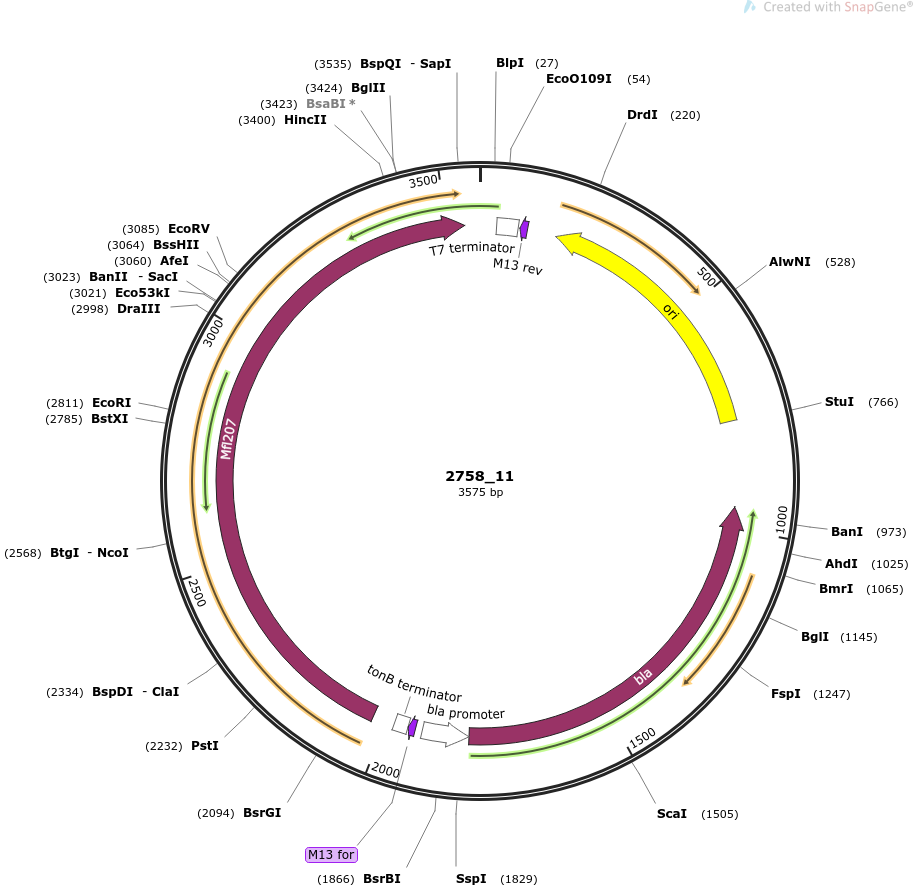 Created with SnapGene®
(3535) BspQI - SapI
BlpI (27)
(3424) BglII
EcoO109I (54)
(3423) BsaBI *
(3400) HincII
DrdI (220)
3500
T7 terminator
M13 rev
(3085) EcoRV
(3064) BssHII
(3060) AfeI
(3023) BanII - SacI
(3021) Eco53kI
(2998) DraIII
AlwNI (528)
500
ori
3000
(2811) EcoRI
(2785) BstXI
StuI (766)
Mfl207
2758_11
3575 bp
1000
BanI (973)
(2568) BtgI - NcoI
AhdI (1025)
BmrI (1065)
2500
BglI (1145)
(2334) BspDI - ClaI
tonB terminator
bla
FspI (1247)
bla promoter
(2232) PstI
1500
2000
(2094) BsrGI
ScaI (1505)
M13 for
(1866) BsrBI
SspI (1829)